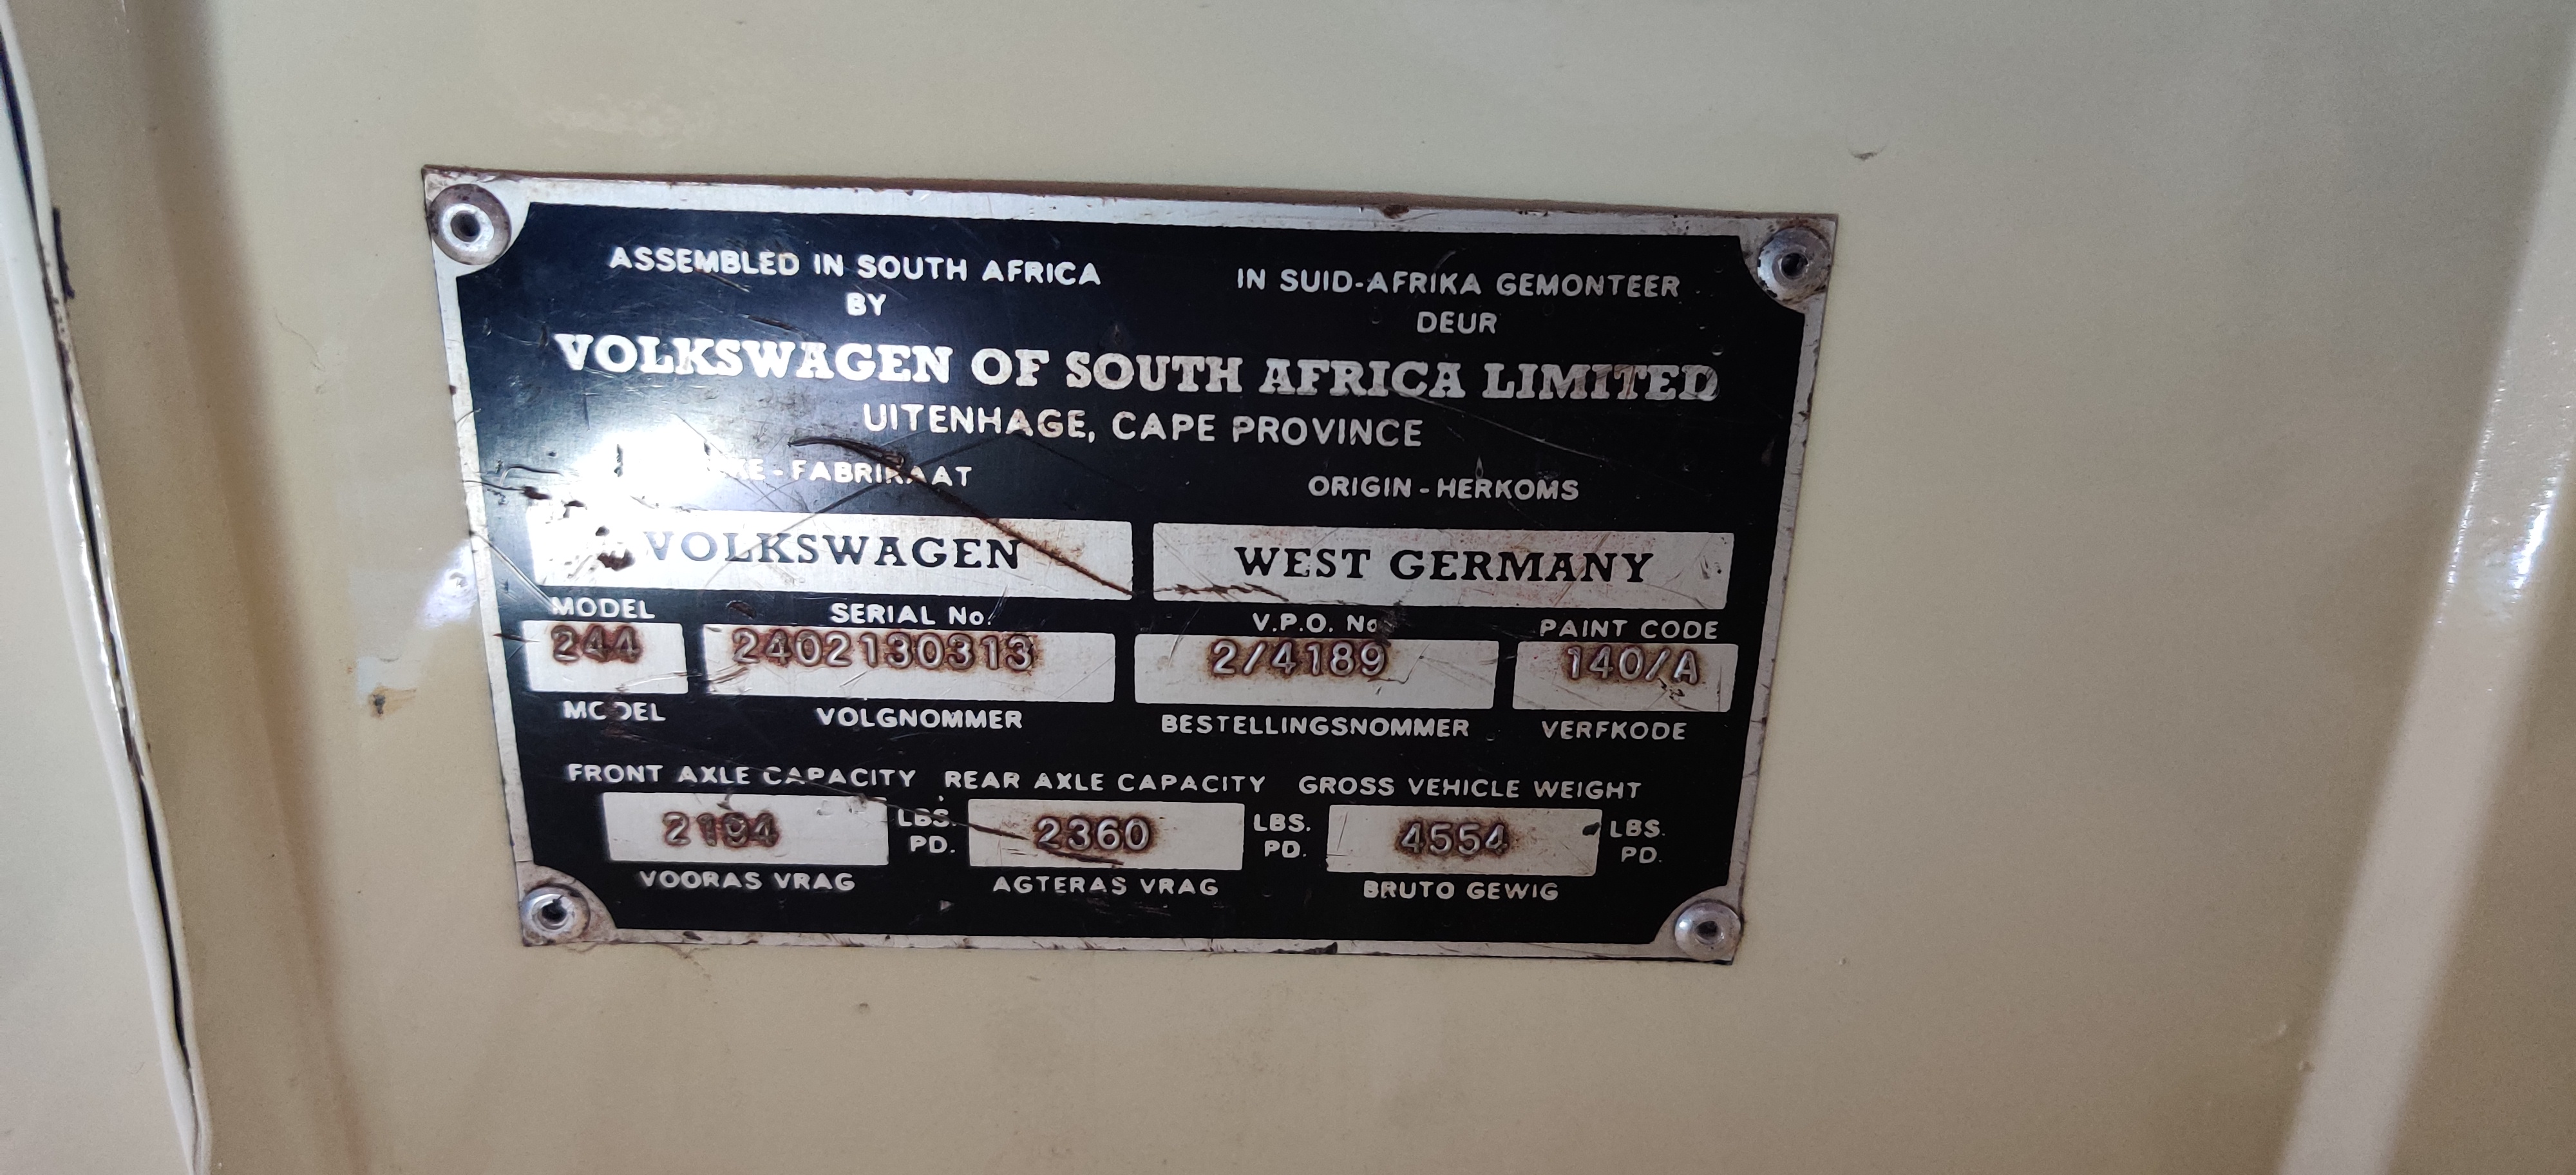 ASSEMBLED IN SOUTH AFRICA
BY
IN SUID-AFRIKA GEMONTEER
DEUR
VOLKSWAGEN OF SOUTH AFRICA LIMITED
UITENHAGE, CAPE PROVINCE
- FABRIKAAT
ORIGIN - HERKOMS
VOLKSWAGEN
WEST GERMANY
MODEL SERIAL No. V.P.O. No. PAINT CODE
244 2402130313 2/4189 140/A
MODEL VOLGNOMMER BESTELLINGSNOMMER VERFKODE
FRONT AXLE CAPACITY REAR AXLE CAPACITY GROSS VEHICLE WEIGHT
2194 LBS. 2360 LBS. 4554 LBS.
PD. PD. PD.
VOORAS VRAG AGTERAS VRAG BRUTO GEWIG